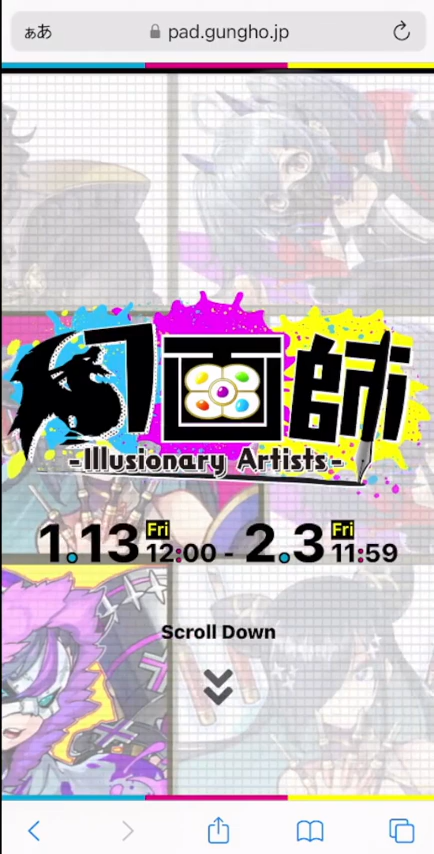 ぁあ pad.gungho.jp
幻画師
-Illusionary Artists-
1.13 Fri 12:00 - 2.3 Fri 11:59
Scroll Down